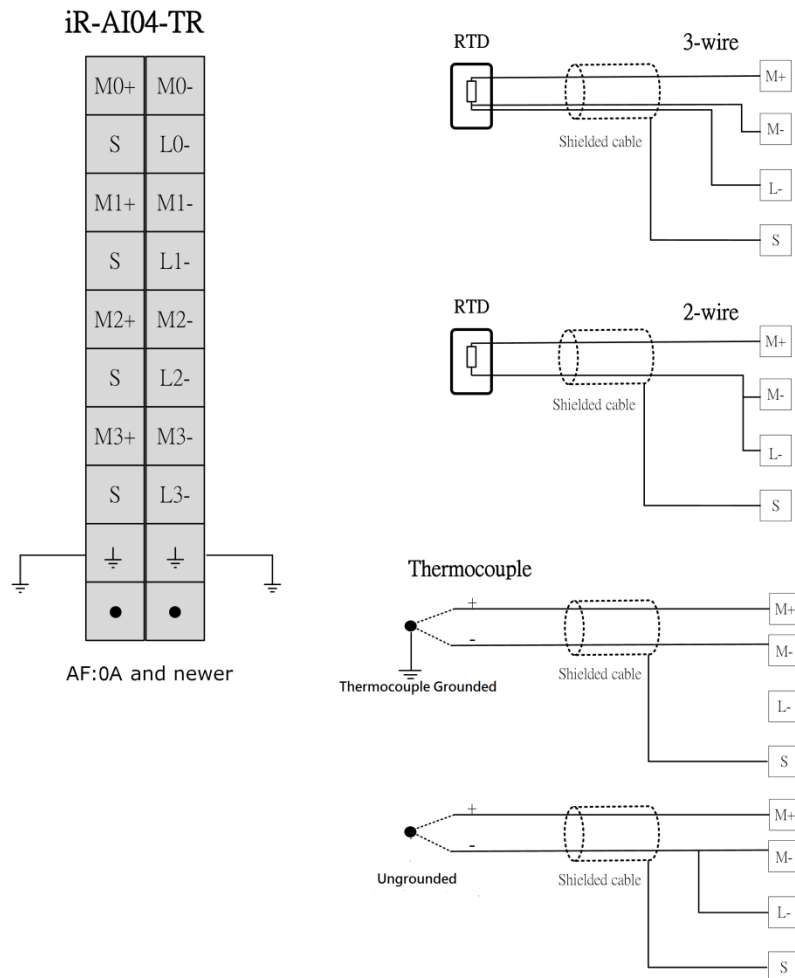 iR-AI04-TR
M0+ M0-
S L0-
M1+ M1-
S L1-
M2+ M2-
S L2-
M3+ M3-
S L3-
AF:0A and newer
RTD
3-wire
M+
M-
Shielded cable
L-
S
RTD
2-wire
M+
M-
Shielded cable
L-
S
Thermocouple
+
M+
-
M-
Shielded cable
Thermocouple Grounded
L-
S
+
M+
-
M-
Ungrounded
Shielded cable
L-
S